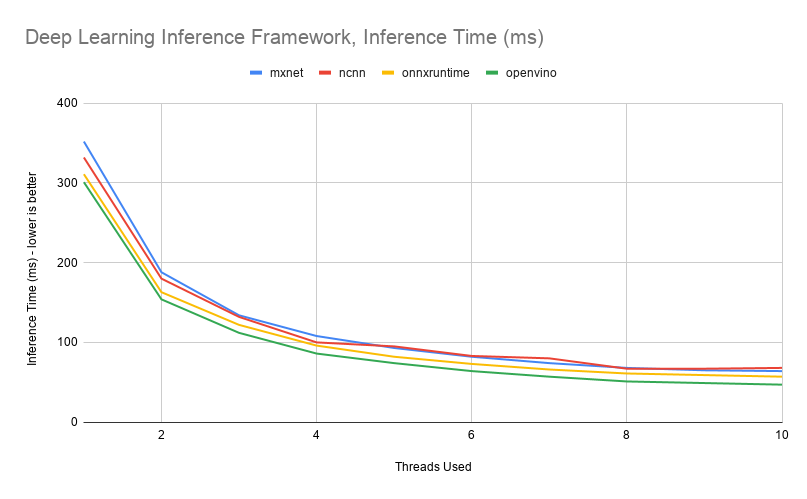 Deep Learning Inference Framework, Inference Time (ms)
mxnet ncnn onnxruntime openvino
Inference Time (ms) - lower is better
400
300
200
100
0
2 4 6 8 10
Threads Used